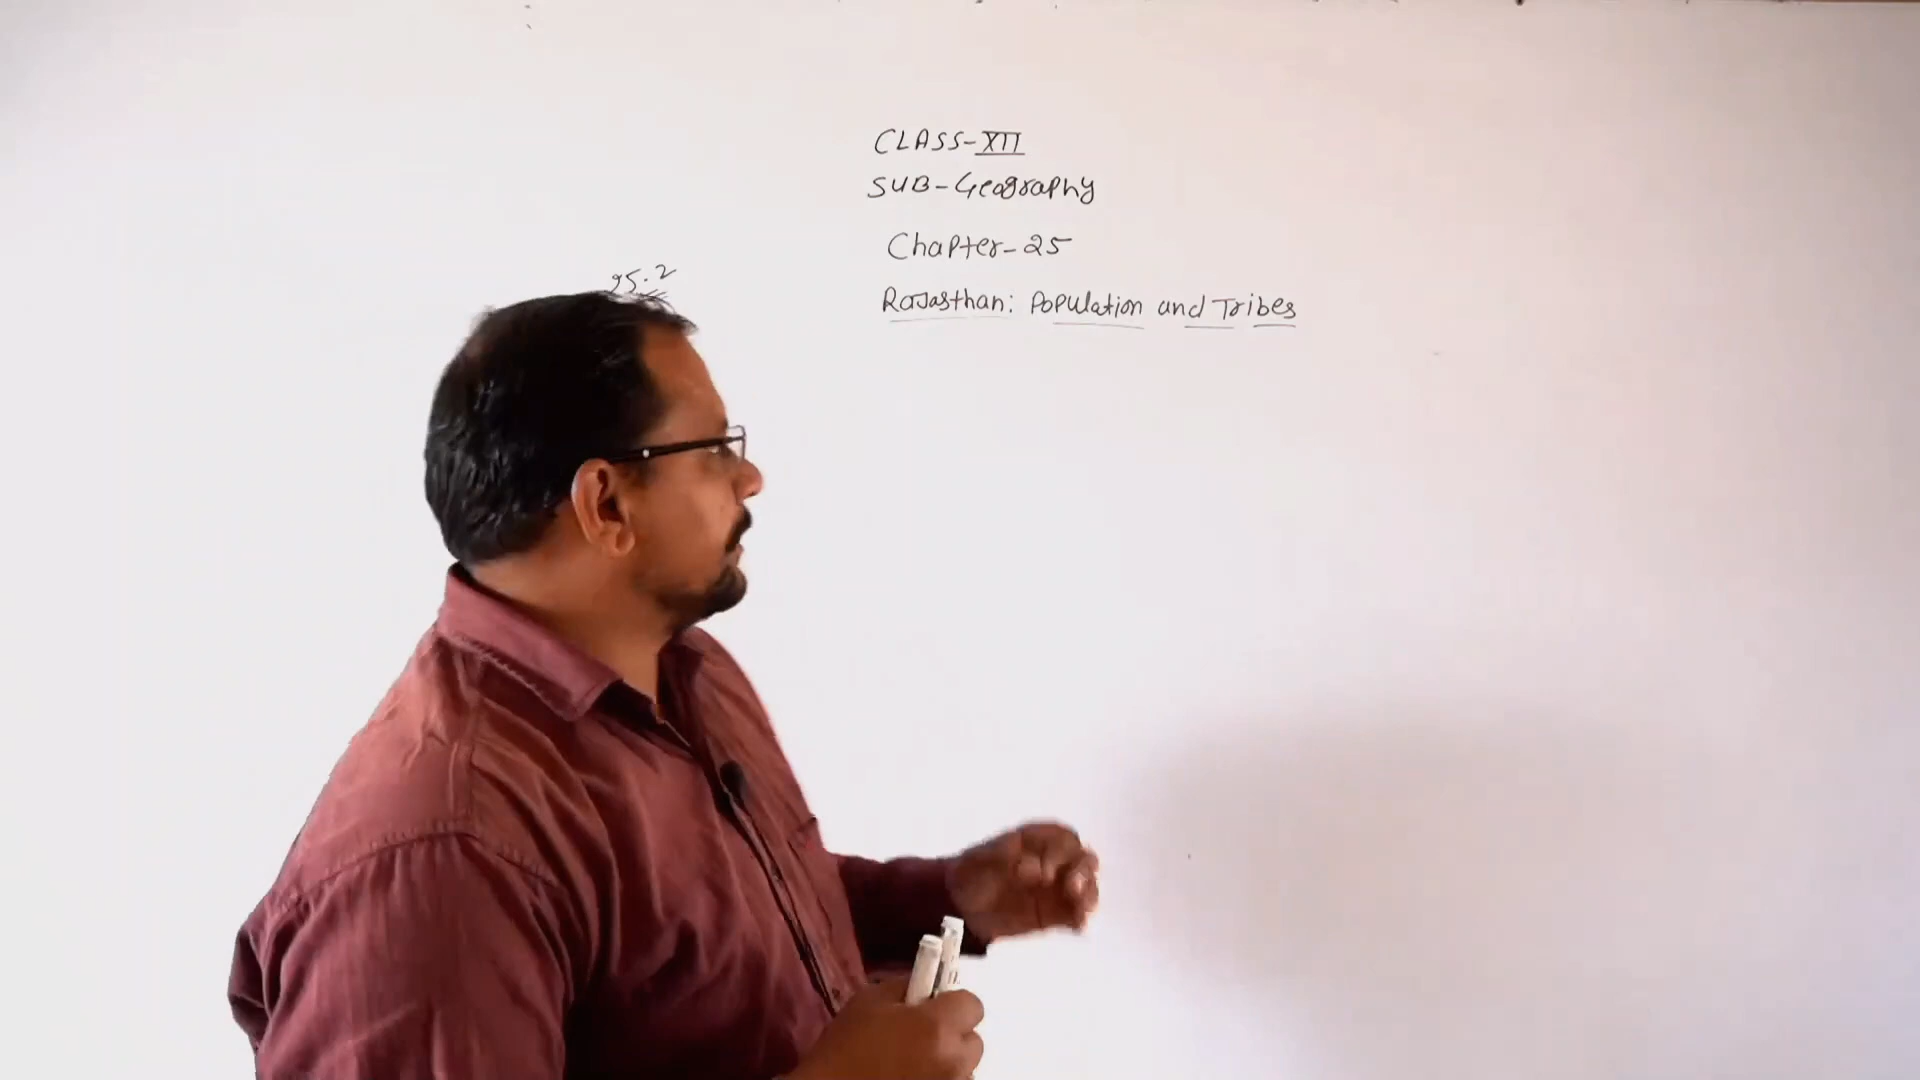 CLASS-XII
SUB-Geography
Chapter-25
25.2
Rajasthan: Population and Tribes